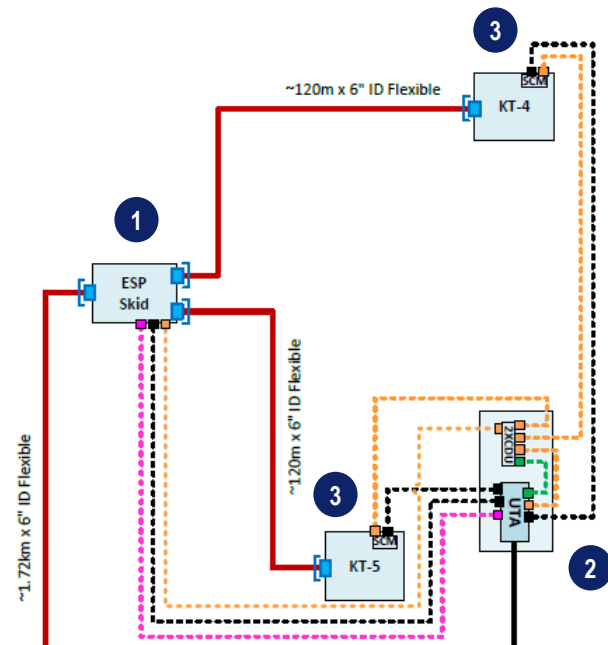 3
~120m x 6" ID Flexible
SCM
KT-4
1
ESP
Skid
~1.72km x 6" ID Flexible
~120m x 6" ID Flexible
3
2XCDU
UTA
SCM
KT-5
2